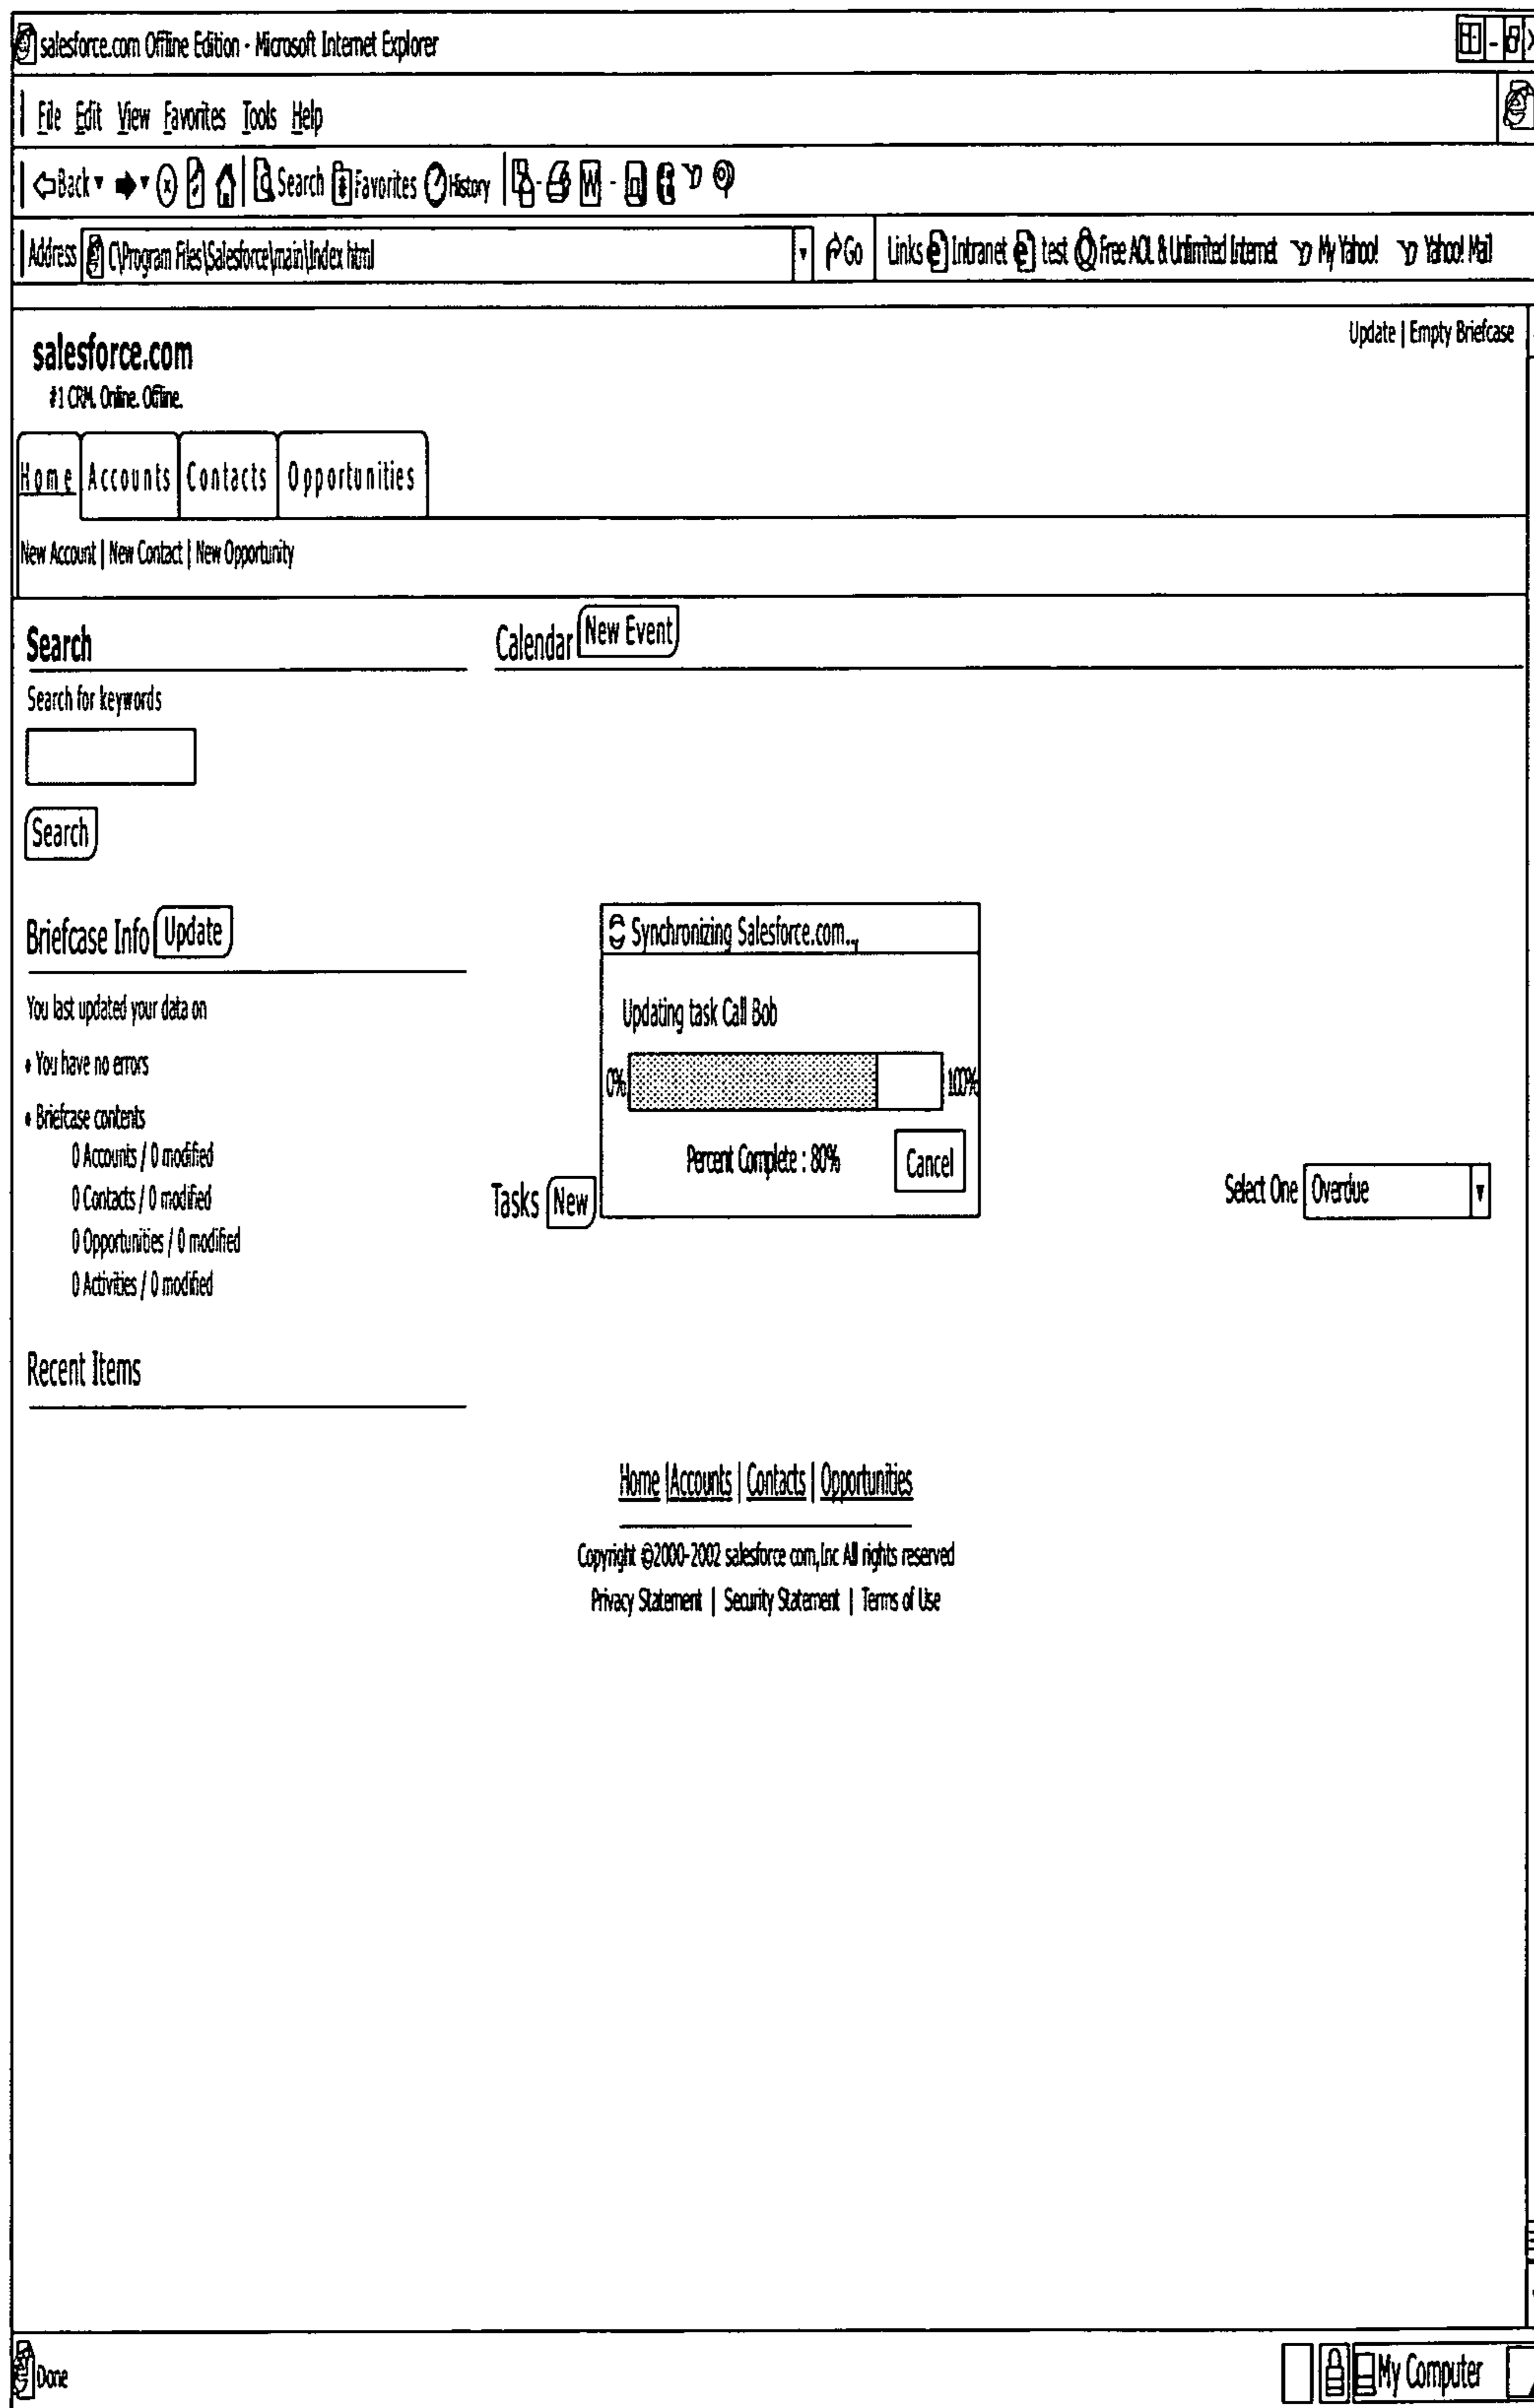 salesforce.com Offline Edition - Microsoft Internet Explorer
File Edit View Favorites Tools Help
Back Search Favorites History W
Address C:\Program Files\Salesforce\main\Index html Go Links Intranet test Free AOL & Unlimited Internet My Yahoo! Yahoo! Mail
Update | Empty Briefcase
salesforce.com
#1 CRM. Online. Offline.
Home Accounts Contacts Opportunities
New Account | New Contact | New Opportunity
Search
Calendar New Event
Search for keywords
Search
Briefcase Info Update
You last updated your data on
• You have no errors
• Briefcase contents
0 Accounts / 0 modified
0 Contacts / 0 modified
0 Opportunities / 0 modified
0 Activities / 0 modified
Recent Items
Synchronizing Salesforce.com...
Updating task Call Bob
0% 100%
Percent Complete : 80% Cancel
Tasks New
Select One Overdue
Home | Accounts | Contacts | Opportunities
Copyright ©2000-2002 salesforce com, Inc All rights reserved
Privacy Statement | Security Statement | Terms of Use
Done
My Computer